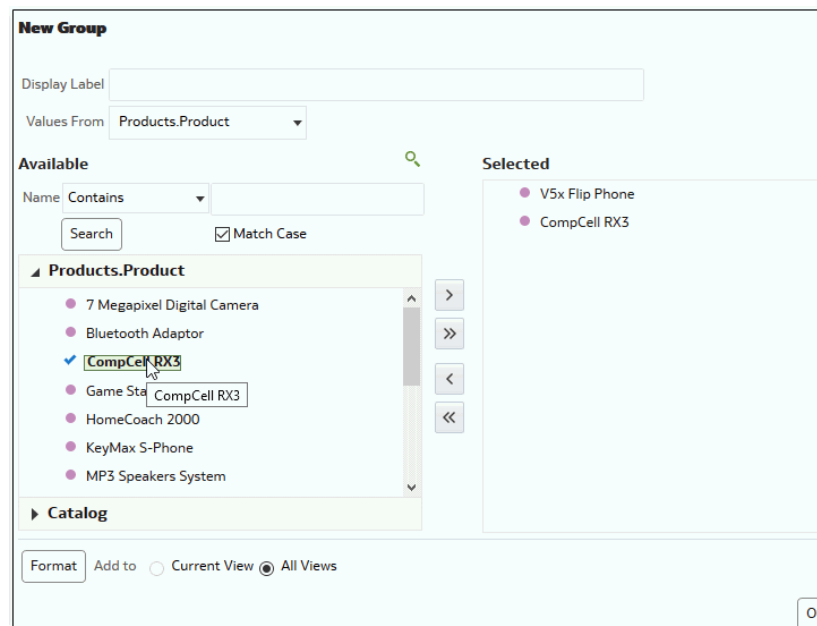 New Group
Display Label
Values From Products.Product
Available
Selected
Name Contains
Search Match Case
Products.Product
7 Megapixel Digital Camera
Bluetooth Adaptor
CompCell RX3
CompCell RX3
HomeCoach 2000
KeyMax S-Phone
MP3 Speakers System
Catalog
V5x Flip Phone
CompCell RX3
Format Add to Current View All Views